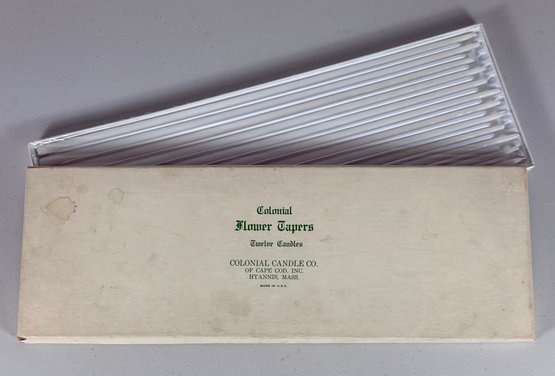 Colonial
Flower Tapers
Twelve Candles
COLONIAL CANDLE CO.
OF CAPE COD, INC.
HYANNIS, MASS.
MADE IN U.S.A.